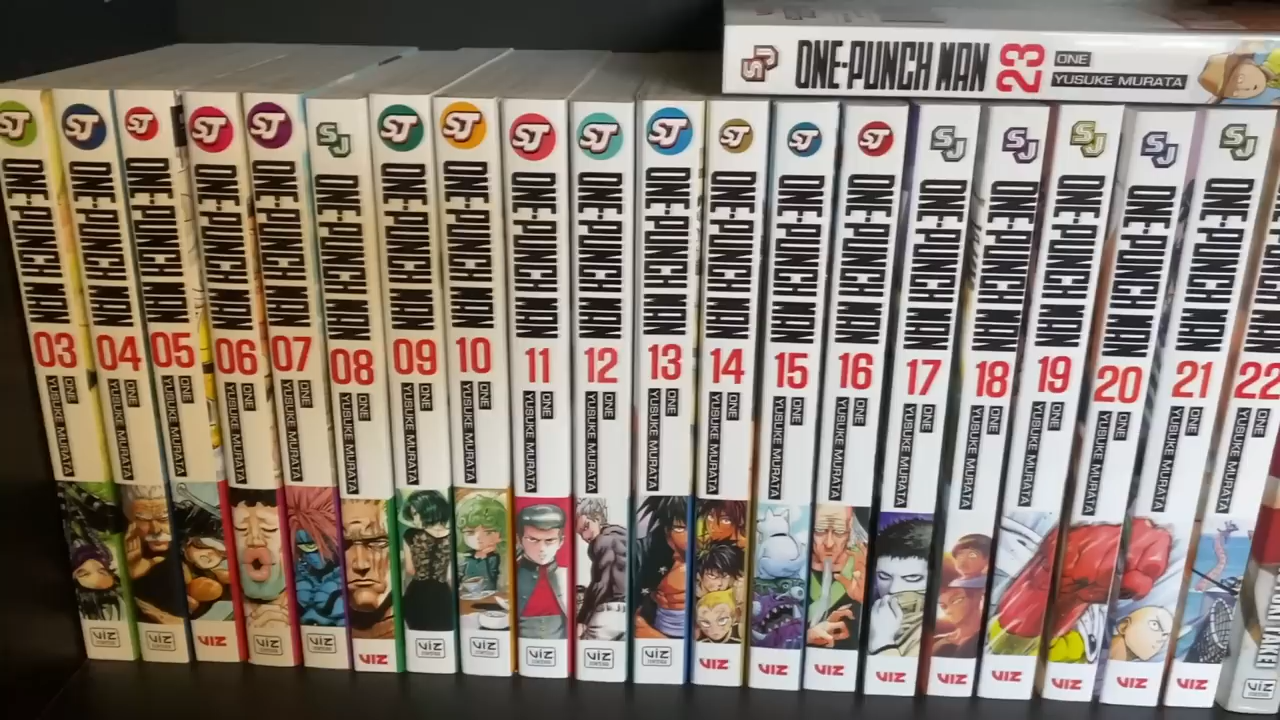 SJ ONE-PUNCH MAN 23 ONE
YUSUKE MURATA
SJ ONE-PUNCH MAN 03 ONE YUSUKE MURATA VIZ
SJ ONE-PUNCH MAN 04 ONE YUSUKE MURATA VIZ
SJ ONE-PUNCH MAN 05 ONE YUSUKE MURATA VIZ
SJ ONE-PUNCH MAN 06 ONE YUSUKE MURATA VIZ
SJ ONE-PUNCH MAN 07 ONE YUSUKE MURATA VIZ
SJ ONE-PUNCH MAN 08 ONE YUSUKE MURATA VIZ
SJ ONE-PUNCH MAN 09 ONE YUSUKE MURATA VIZ
SJ ONE-PUNCH MAN 10 ONE YUSUKE MURATA VIZ
SJ ONE-PUNCH MAN 11 ONE YUSUKE MURATA VIZ
SJ ONE-PUNCH MAN 12 ONE YUSUKE MURATA VIZ
SJ ONE-PUNCH MAN 13 ONE YUSUKE MURATA VIZ
SJ ONE-PUNCH MAN 14 ONE YUSUKE MURATA VIZ
SJ ONE-PUNCH MAN 15 ONE YUSUKE MURATA VIZ
SJ ONE-PUNCH MAN 16 ONE YUSUKE MURATA VIZ
SJ ONE-PUNCH MAN 17 ONE YUSUKE MURATA VIZ
SJ ONE-PUNCH MAN 18 ONE YUSUKE MURATA VIZ
SJ ONE-PUNCH MAN 19 ONE YUSUKE MURATA VIZ
SJ ONE-PUNCH MAN 20 ONE YUSUKE MURATA VIZ
SJ ONE-PUNCH MAN 21 ONE YUSUKE MURATA VIZ
SJ ONE-PUNCH MAN 22 ONE YUSUKE MURATA
TAKEI VIZ